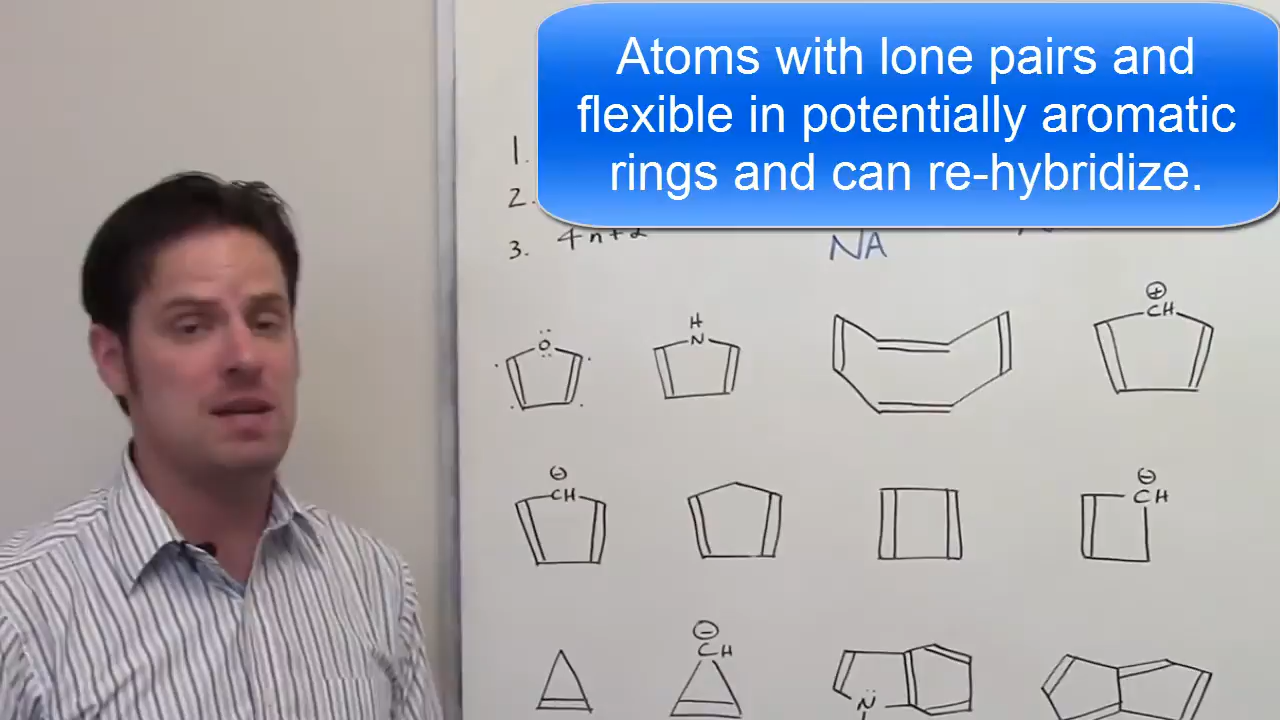 Atoms with lone pairs and
flexible in potentially aromatic
rings and can re-hybridize.
1.
2.
3. 4n+2
NA
⊕
CH
O
H
N
⊖
CH
⊖
CH
⊖
CH
N